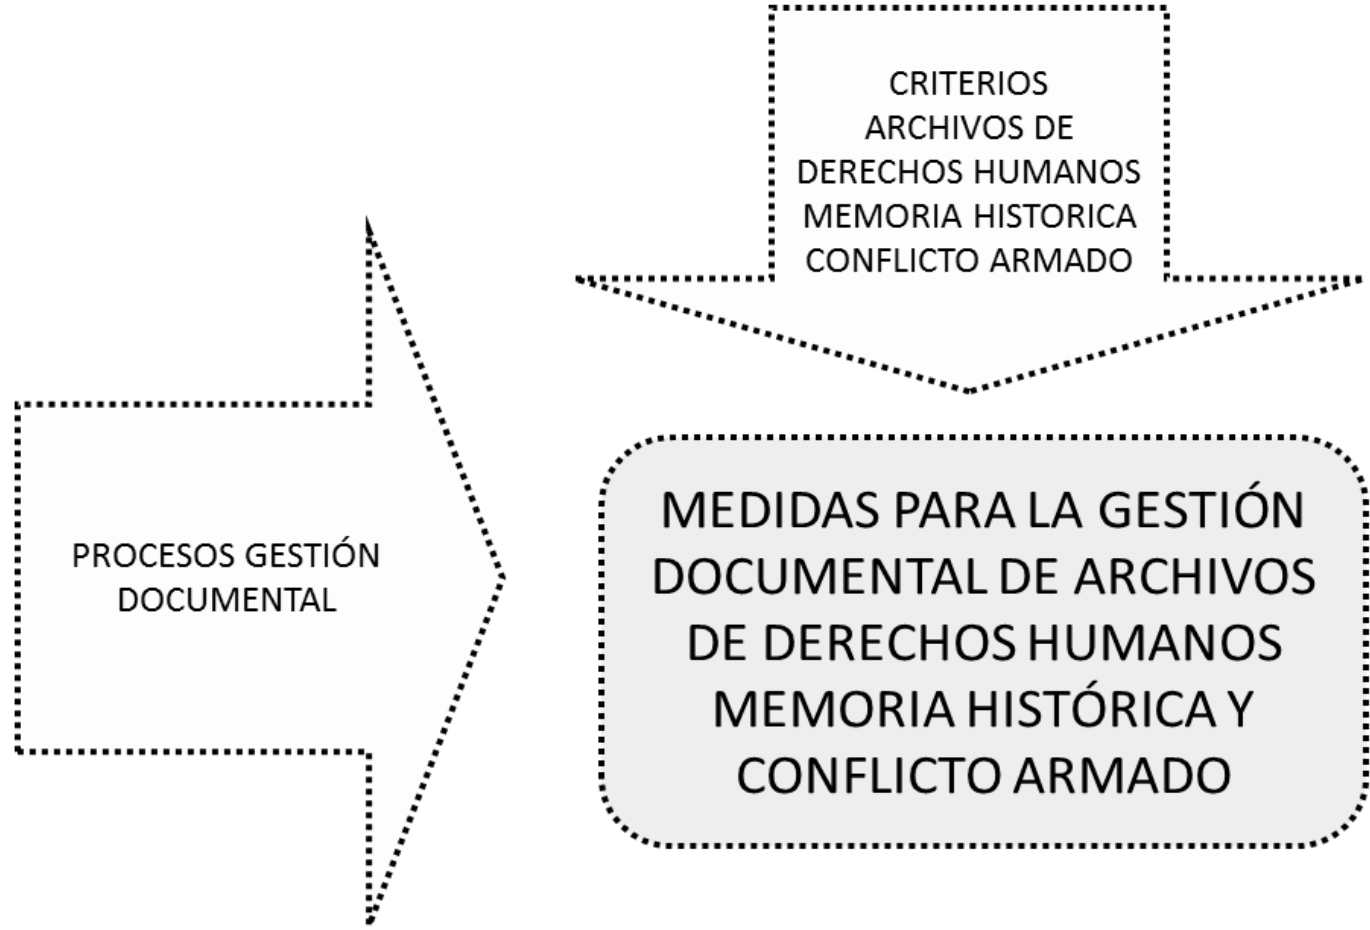 CRITERIOS
ARCHIVOS DE
DERECHOS HUMANOS
MEMORIA HISTORICA
CONFLICTO ARMADO
PROCESOS GESTIÓN
DOCUMENTAL
MEDIDAS PARA LA GESTIÓN
DOCUMENTAL DE ARCHIVOS
DE DERECHOS HUMANOS
MEMORIA HISTÓRICA Y
CONFLICTO ARMADO